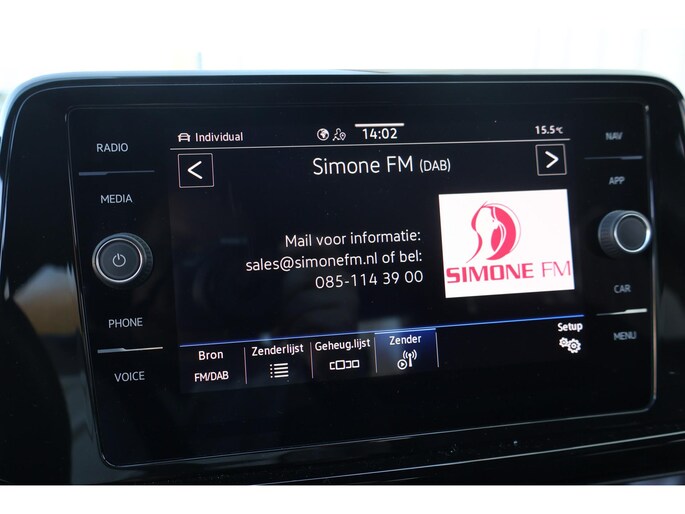 RADIO
MEDIA
PHONE
VOICE
Individual
14:02
15.5°C
<
Simone FM (DAB)
>
Mail voor informatie:
sales@simonefm.nl of bel:
085-114 39 00
SIMONE FM
Bron
FM/DAB
Zenderlijst
Geheug.lijst
Zender
Setup
NAV
APP
CAR
MENU